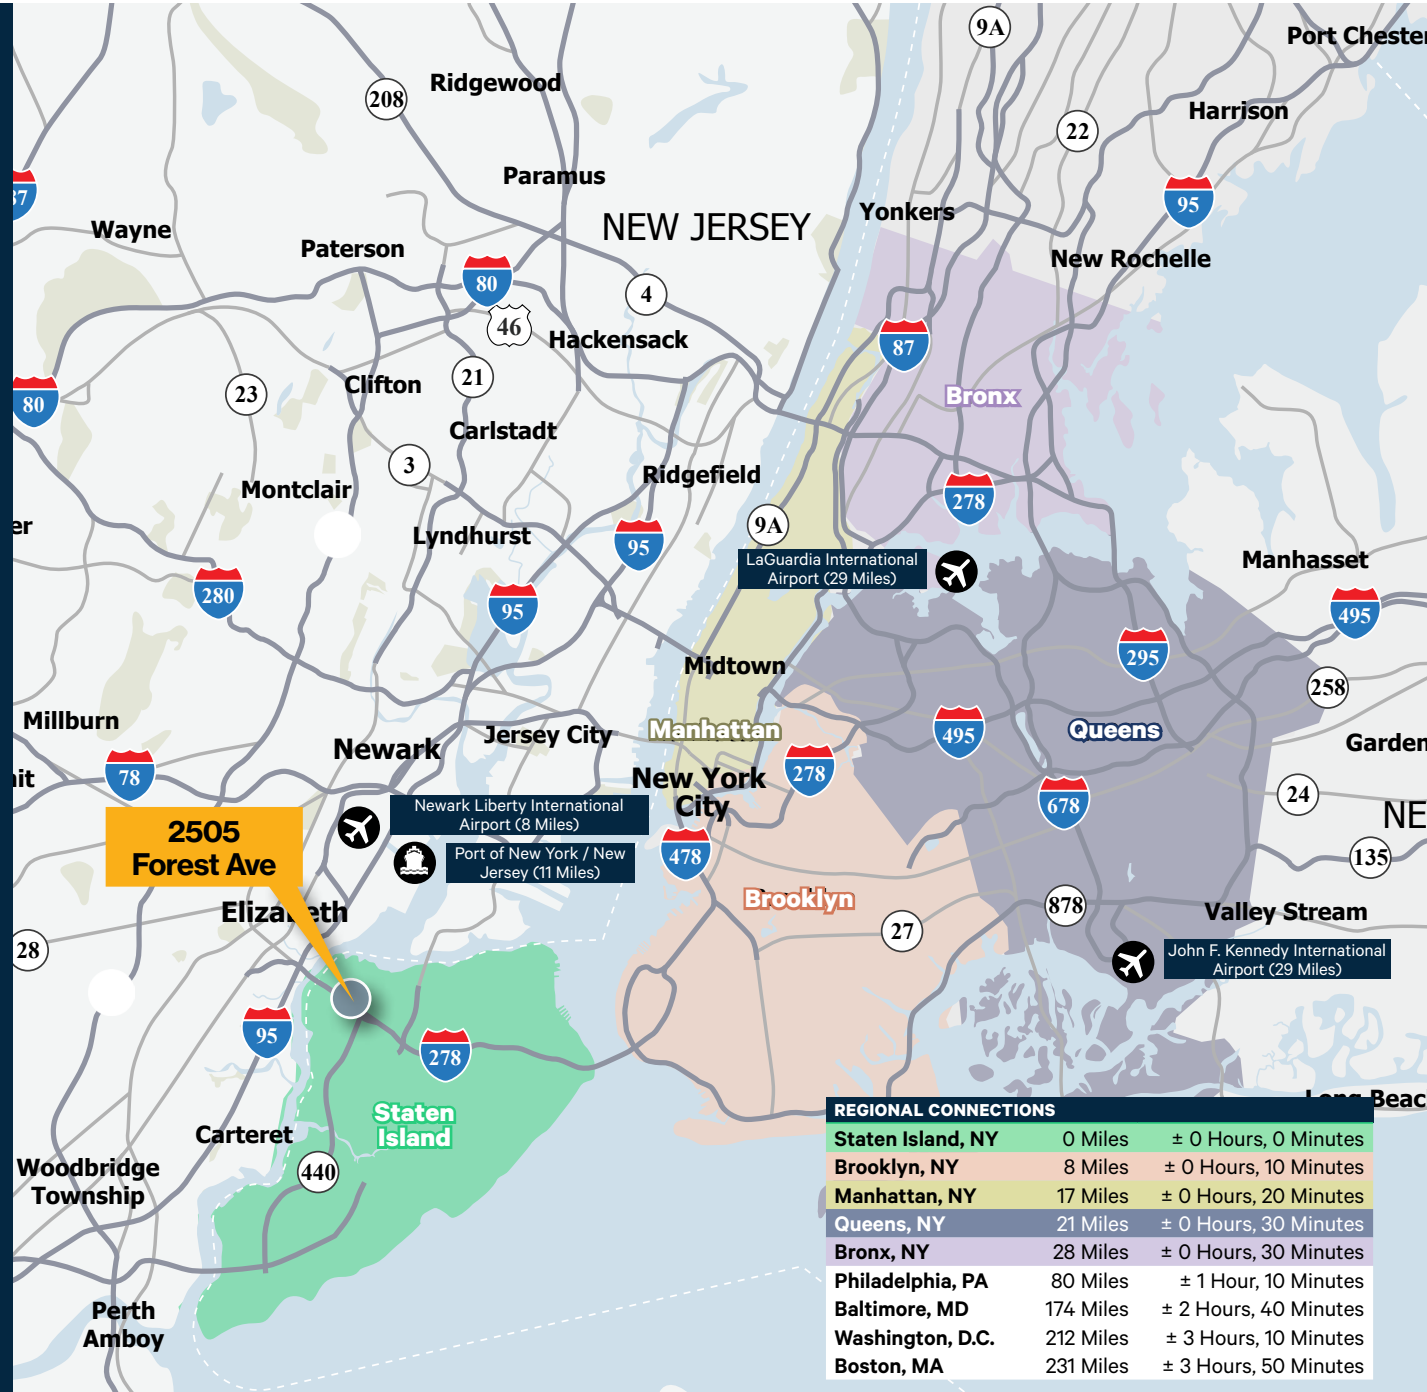 9A
Port Chester
Ridgewood
208
Harrison
22
Paramus
87
95
Yonkers
NEW JERSEY
Wayne
Paterson
New Rochelle
80
4
46
Hackensack
87
Clifton
21
23
80
Bronx
Carlstadt
3
Ridgefield
Montclair
278
er
9A
Lyndhurst
95
LaGuardia International
Airport (29 Miles)
Manhasset
280
95
495
295
Midtown
258
Millburn
Manhattan
Jersey City
495
Queens
Newark
Garden
it
78
New York
City
278
678
24
NE
Newark Liberty International
Airport (8 Miles)
2505
Forest Ave
478
Port of New York / New
Jersey (11 Miles)
135
Elizabeth
Brooklyn
878
Valley Stream
28
27
John F. Kennedy International
Airport (29 Miles)
95
278
Long Beac
Staten
Island
Carteret
Woodbridge
Township
440
Perth
Amboy
REGIONAL CONNECTIONS
Staten Island, NY 0 Miles ± 0 Hours, 0 Minutes
Brooklyn, NY 8 Miles ± 0 Hours, 10 Minutes
Manhattan, NY 17 Miles ± 0 Hours, 20 Minutes
Queens, NY 21 Miles ± 0 Hours, 30 Minutes
Bronx, NY 28 Miles ± 0 Hours, 30 Minutes
Philadelphia, PA 80 Miles ± 1 Hour, 10 Minutes
Baltimore, MD 174 Miles ± 2 Hours, 40 Minutes
Washington, D.C. 212 Miles ± 3 Hours, 10 Minutes
Boston, MA 231 Miles ± 3 Hours, 50 Minutes